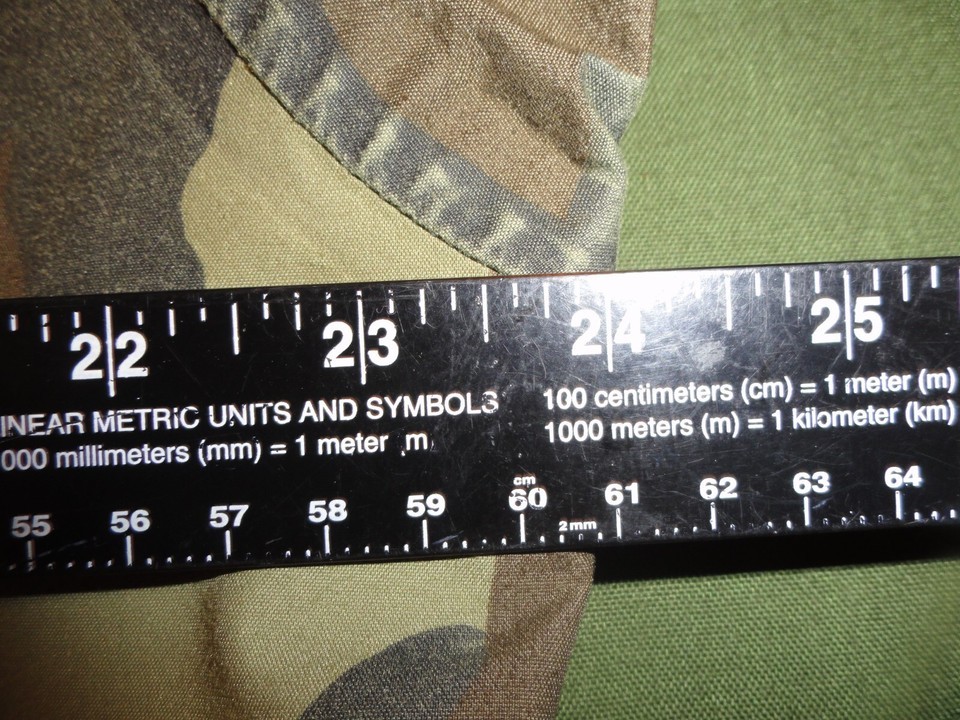 22 23 24 25
INEAR METRIC UNITS AND SYMBOLS
000 millimeters (mm) = 1 meter m
100 centimeters (cm) = 1 meter (m)
1000 meters (m) = 1 kilometer (km)
cm
55 56 57 58 59 60 61 62 63 64
2mm